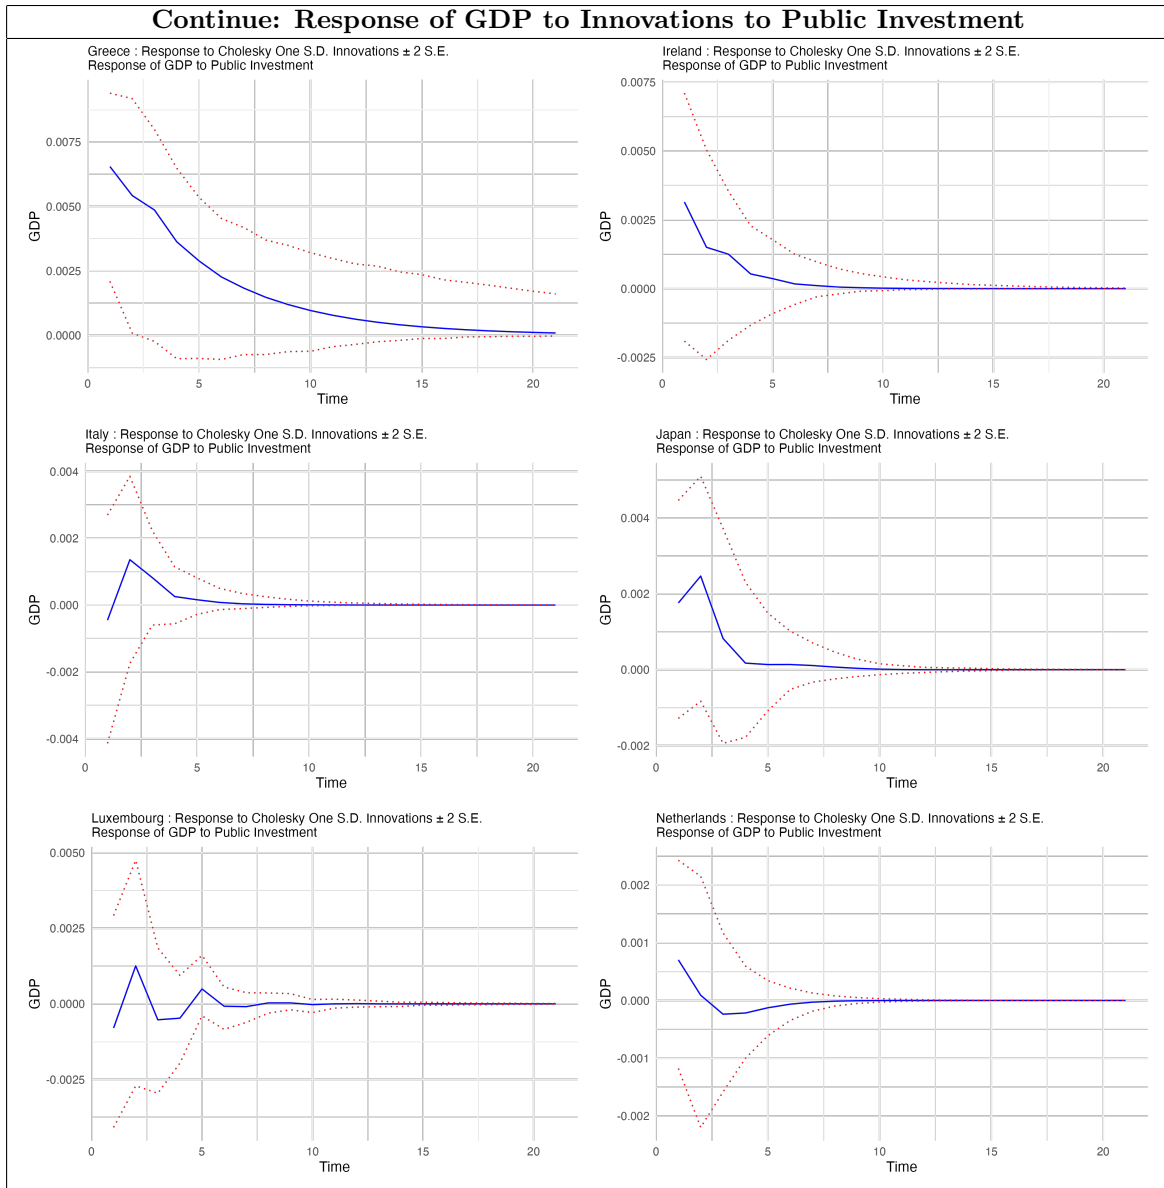 Continue: Response of GDP to Innovations to Public Investment
Greece : Response to Cholesky One S.D. Innovations ± 2 S.E.
Response of GDP to Public Investment
0.0075
0.0050
0.0025
0.0000
GDP
0
5
10
15
20
Time
Ireland : Response to Cholesky One S.D. Innovations ± 2 S.E.
Response of GDP to Public Investment
0.0075
0.0050
0.0025
0.0000
-0.0025
GDP
0
5
10
15
20
Time
Italy : Response to Cholesky One S.D. Innovations ± 2 S.E.
Response of GDP to Public Investment
0.004
0.002
0.000
-0.002
-0.004
GDP
0
5
10
15
20
Time
Japan : Response to Cholesky One S.D. Innovations ± 2 S.E.
Response of GDP to Public Investment
0.004
0.002
0.000
-0.002
GDP
0
5
10
15
20
Time
Luxembourg : Response to Cholesky One S.D. Innovations ± 2 S.E.
Response of GDP to Public Investment
0.0050
0.0025
0.0000
-0.0025
GDP
0
5
10
15
20
Time
Netherlands : Response to Cholesky One S.D. Innovations ± 2 S.E.
Response of GDP to Public Investment
0.002
0.001
0.000
-0.001
-0.002
GDP
0
5
10
15
20
Time